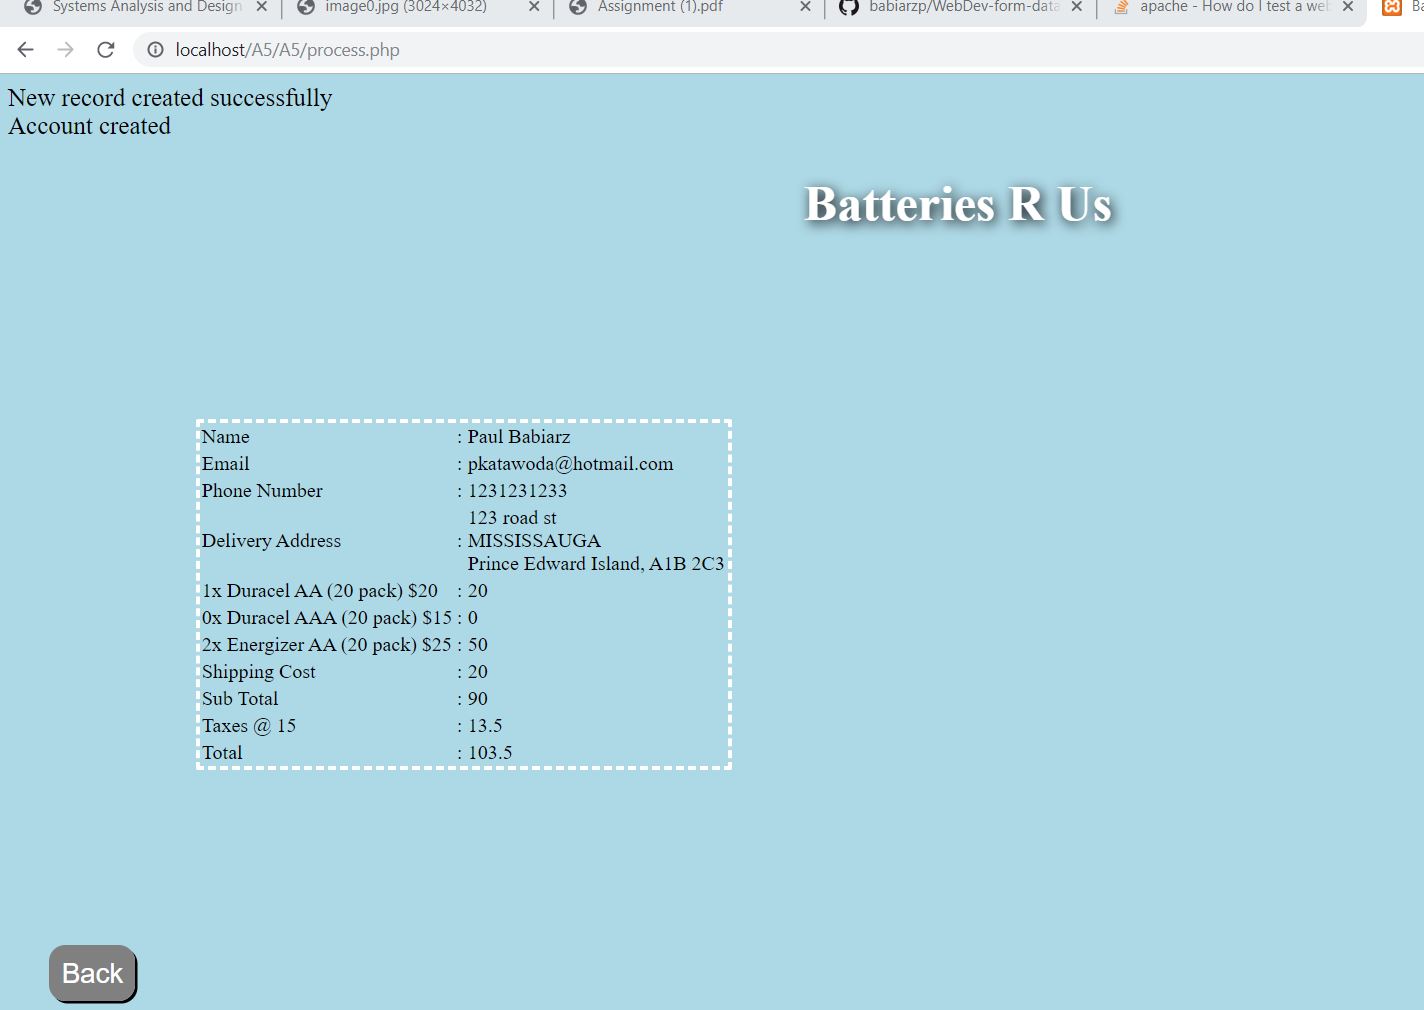 Systems Analysis and Design
image0.jpg (3024×4032)
Assignment (1).pdf
babiarzp/WebDev-form-data
apache - How do I test a web
Ba
localhost/A5/A5/process.php
New record created successfully
Account created
Batteries R Us
Name : Paul Babiarz
Email : pkatawoda@hotmail.com
Phone Number : 1231231233
123 road st
Delivery Address : MISSISSAUGA
Prince Edward Island, A1B 2C3
1x Duracel AA (20 pack) $20 : 20
0x Duracel AAA (20 pack) $15 : 0
2x Energizer AA (20 pack) $25 : 50
Shipping Cost : 20
Sub Total : 90
Taxes @ 15 : 13.5
Total : 103.5
Back